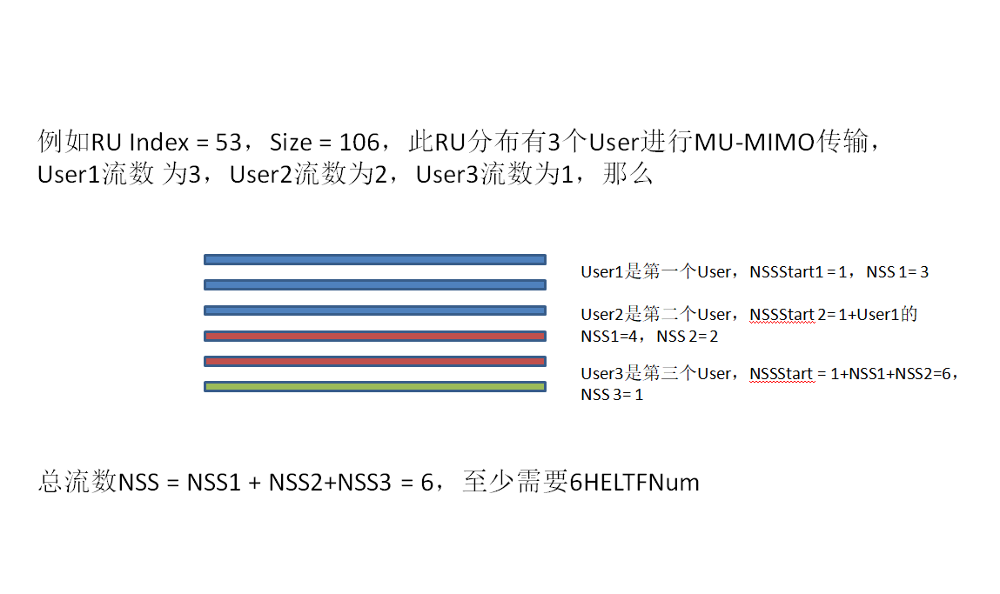 例如RU Index = 53，Size = 106，此RU分布有3个User进行MU-MIMO传输，
User1流数 为3，User2流数为2，User3流数为1，那么
User1是第一个User，NSSStart1 = 1，NSS 1= 3
User2是第二个User，NSSStart 2= 1+User1的
NSS1=4，NSS 2= 2
User3是第三个User，NSSStart = 1+NSS1+NSS2=6，
NSS 3= 1
总流数NSS = NSS1 + NSS2+NSS3 = 6，至少需要6HELTFNum